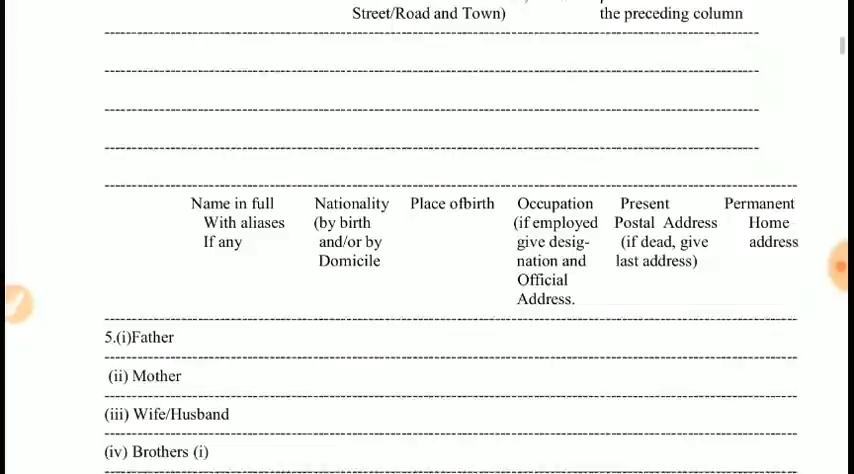 Street/Road and Town) the preceding column
Name in full Nationality Place ofbirth Occupation Present Permanent
With aliases (by birth (if employed Postal Address Home
If any and/or by give desig- (if dead, give address
Domicile nation and last address)
Official
Address.
5.(i)Father
(ii) Mother
(iii) Wife/Husband
(iv) Brothers (i)